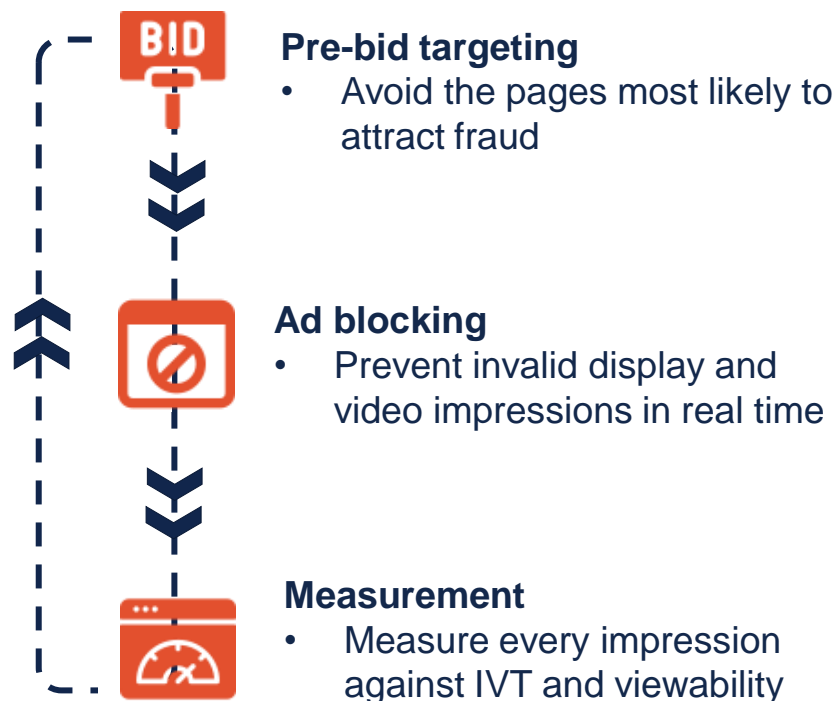 BID
Pre-bid targeting
• Avoid the pages most likely to
attract fraud
Ad blocking
• Prevent invalid display and
video impressions in real time
Measurement
• Measure every impression
against IVT and viewability